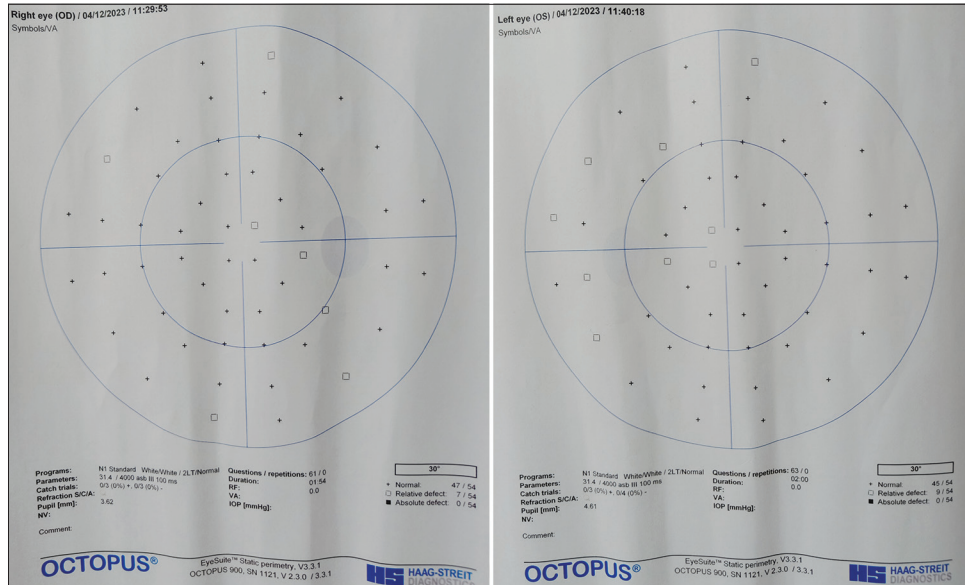 Right eye (OD) / 04/12/2023 / 11:29:53
Symbols/VA
Programs: N1 Standard White/White / 2LT/Normal
Parameters: 31.4 / 4000 asb III 100 ms
Catch trials: 0/3 (0%) +, 0/3 (0%) -
Refraction S/C/A:
Pupil [mm]: 3.62
NV:
Comment:
Questions / repetitions: 61 / 0
Duration: 01:54
RF: 0.0
VA:
IOP [mmHg]:
30°
+ Normal: 47 / 54
Relative defect: 7 / 54
Absolute defect: 0 / 54
OCTOPUS®
EyeSuite™ Static perimetry, V3.3.1
OCTOPUS 900, SN 1121, V 2.3.0 / 3.3.1
HS HAAG-STREIT
DIAGNOSTICS
Left eye (OS) / 04/12/2023 / 11:40:18
Symbols/VA
Programs: N1 Standard White/White / 2LT/Normal
Parameters: 31.4 / 4000 asb III 100 ms
Catch trials: 0/3 (0%) +, 0/4 (0%) -
Refraction S/C/A:
Pupil [mm]: 4.61
NV:
Comment:
Questions / repetitions: 63 / 0
Duration: 02:00
RF: 0.0
VA:
IOP [mmHg]:
30°
+ Normal: 45 / 54
Relative defect: 9 / 54
Absolute defect: 0 / 54
OCTOPUS®
EyeSuite™ Static perimetry, V3.3.1
OCTOPUS 900, SN 1121, V 2.3.0 / 3.3.1
HS HAAG-STREIT
DIAGNOSTICS